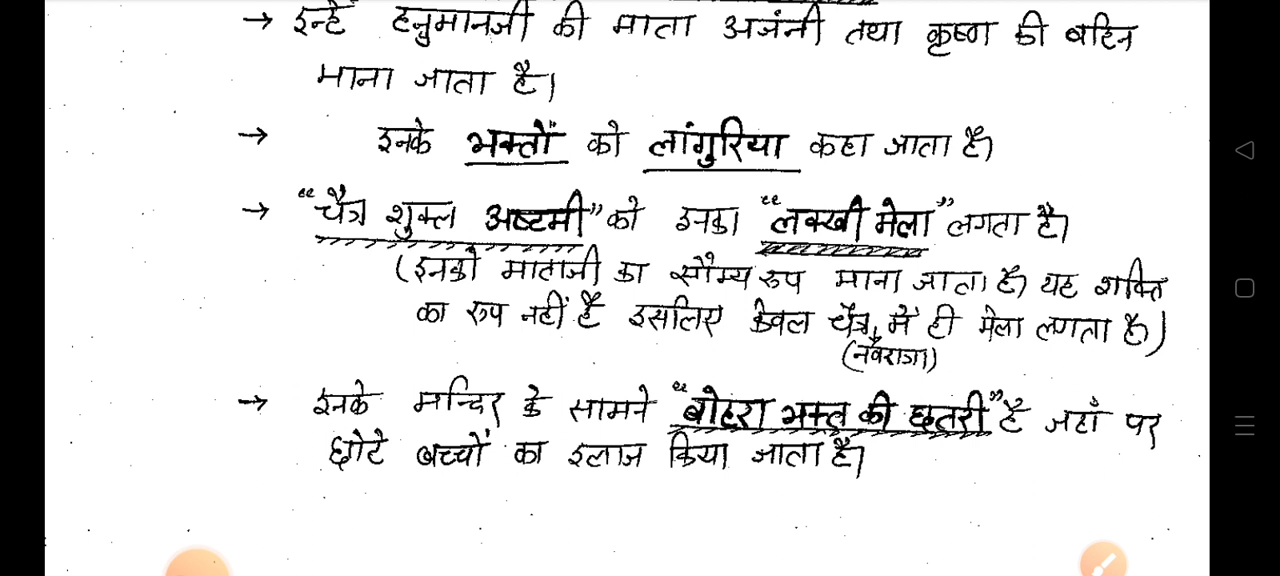 → इन्हें हनुमानजी की माता अजंनी तथा कृष्ण की बहिन
माना जाता है।
→ इनके भक्तों को लांगुरिया कहा जाता है।
→ "चैत्र शुक्ल अष्टमी" को इनका "लक्खी मेला" लगता है।
(इनको माताजी का सौम्य रूप माना जाता है। यह शक्ति
का रूप नहीं है इसलिए केवल चैत्र, में ही मेला लगता है।)
(नवरात्रा)
→ इनके मन्दिर के सामने "बोहरा भक्त की छतरी" है जहाँ पर
छोटे बच्चों का इलाज किया जाता है।